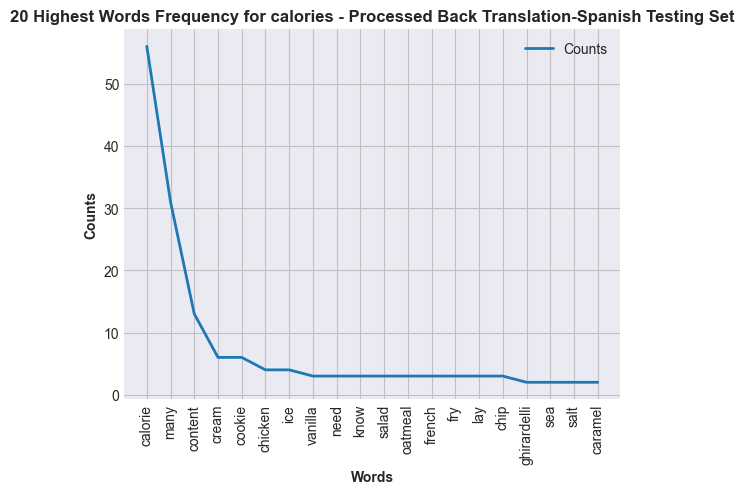 20 Highest Words Frequency for calories - Processed Back Translation-Spanish Testing Set
Counts
Counts
50
40
30
20
10
0
calorie
many
content
cream
cookie
chicken
ice
vanilla
need
know
salad
oatmeal
french
fry
lay
chip
ghirardelli
sea
salt
caramel
Words